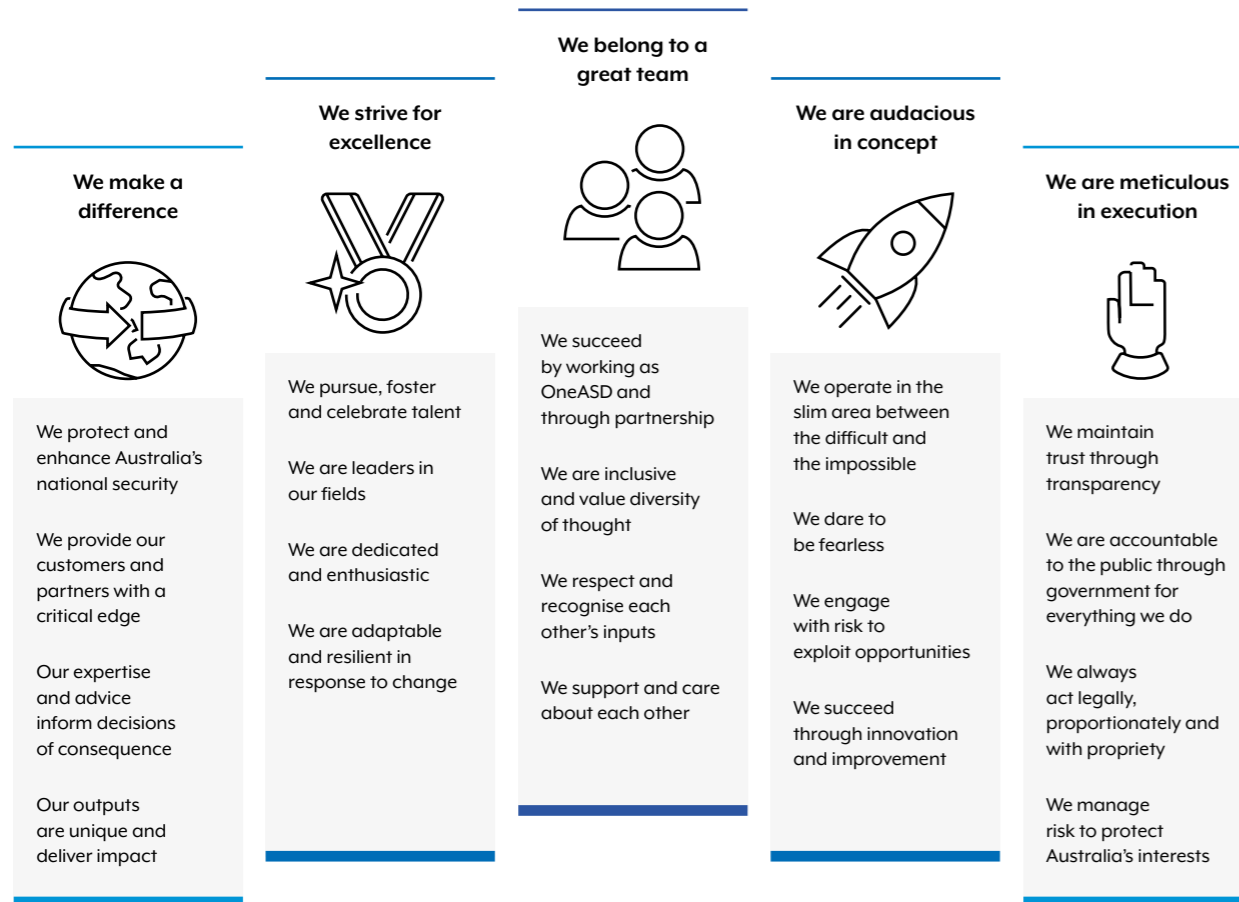 We make a
difference
We protect and
enhance Australia's
national security
We provide our
customers and
partners with a
critical edge
Our expertise
and advice
inform decisions
of consequence
Our outputs
are unique and
deliver impact
We strive for
excellence
We pursue, foster
and celebrate talent
We are leaders in
our fields
We are dedicated
and enthusiastic
We are adaptable
and resilient in
response to change
We belong to a
great team
We succeed
by working as
OneASD and
through partnership
We are inclusive
and value diversity
of thought
We respect and
recognise each
other's inputs
We support and care
about each other
We are audacious
in concept
We operate in the
slim area between
the difficult and
the impossible
We dare to
be fearless
We engage
with risk to
exploit opportunities
We succeed
through innovation
and improvement
We are meticulous
in execution
We maintain
trust through
transparency
We are accountable
to the public through
government for
everything we do
We always
act legally,
proportionately and
with propriety
We manage
risk to protect
Australia's interests